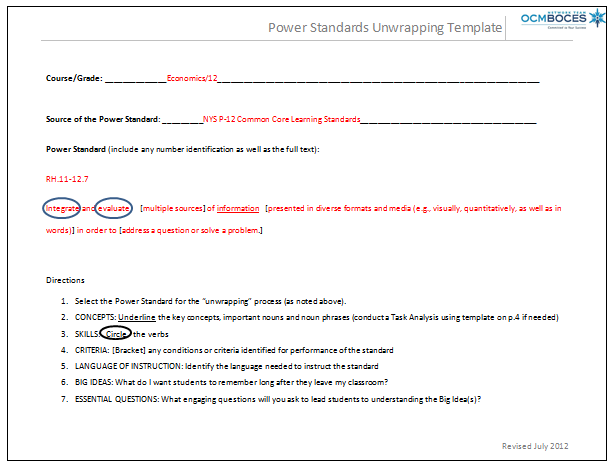 NETWORK TEAM
OCMBOCES
Power Standards Unwrapping Template
Course/Grade: _______________Economics/12_______________
Source of the Power Standard: __________NYS P-12 Common Core Learning Standards_______________
Power Standard (include any number identification as well as the full text):
RH.11-12.7
Integrate and evaluate [multiple sources] of information [presented in diverse formats and media (e.g., visually, quantitatively, as well as in
words)] in order to [address a question or solve a problem.]
Directions
1. Select the Power Standard for the "unwrapping" process (as noted above).
2. CONCEPTS: Underline the key concepts, important nouns and noun phrases (conduct a Task Analysis using template on p.4 if needed)
3. SKILLS: Circle the verbs
4. CRITERIA: [Bracket] any conditions or criteria identified for performance of the standard
5. LANGUAGE OF INSTRUCTION: Identify the language needed to instruct the standard
6. BIG IDEAS: What do I want students to remember long after they leave my classroom?
7. ESSENTIAL QUESTIONS: What engaging questions will you ask to lead students to understanding the Big Idea(s)?
Revised July 2012